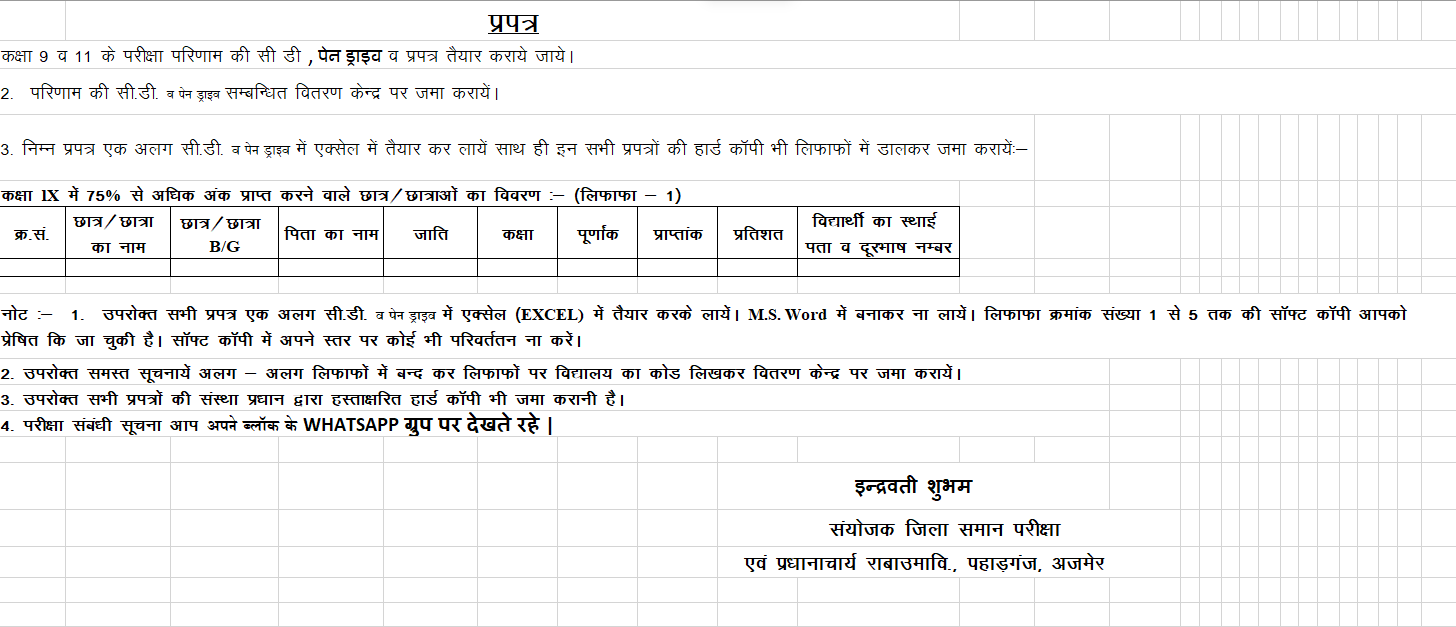 प्रपत्र
कक्षा 9 व 11 के परीक्षा परिणाम की सी डी , पेन ड्राइव व प्रपत्र तैयार कराये जाये।
2. परिणाम की सी.डी. व पेन ड्राइव सम्बन्धित वितरण केन्द्र पर जमा करायें।
3. निम्न प्रपत्र एक अलग सी.डी. व पेन ड्राइव में एक्सेल में तैयार कर लायें साथ ही इन सभी प्रपत्रों की हार्ड कॉपी भी लिफाफों में डालकर जमा करायेंः–
कक्षा IX में 75% से अधिक अंक प्राप्त करने वाले छात्र/छात्राओं का विवरण :– (लिफाफा – 1)
क्र.सं. छात्र/छात्रा का नाम छात्र/छात्रा B/G पिता का नाम जाति कक्षा पूर्णांक प्राप्तांक प्रतिशत विद्यार्थी का स्थाई पता व दूरभाष नम्बर
नोट :– 1. उपरोक्त सभी प्रपत्र एक अलग सी.डी. व पेन ड्राइव में एक्सेल (EXCEL) में तैयार करके लायें। M.S. Word में बनाकर ना लायें। लिफाफा क्रमांक संख्या 1 से 5 तक की सॉफ्ट कॉपी आपको
प्रेषित कि जा चुकी है। सॉफ्ट कॉपी में अपने स्तर पर कोई भी परिवर्ततन ना करें।
2. उपरोक्त समस्त सूचनायें अलग – अलग लिफाफों में बन्द कर लिफाफों पर विद्यालय का कोड लिखकर वितरण केन्द्र पर जमा करायें।
3. उपरोक्त सभी प्रपत्रों की संस्था प्रधान द्वारा हस्ताक्षरित हार्ड कॉपी भी जमा करानी है।
4. परीक्षा संबंधी सूचना आप अपने ब्लॉक के WHATSAPP ग्रुप पर देखते रहे |
इन्द्रवती शुभम
संयोजक जिला समान परीक्षा
एवं प्रधानाचार्य राबाउमावि., पहाड़गंज, अजमेर